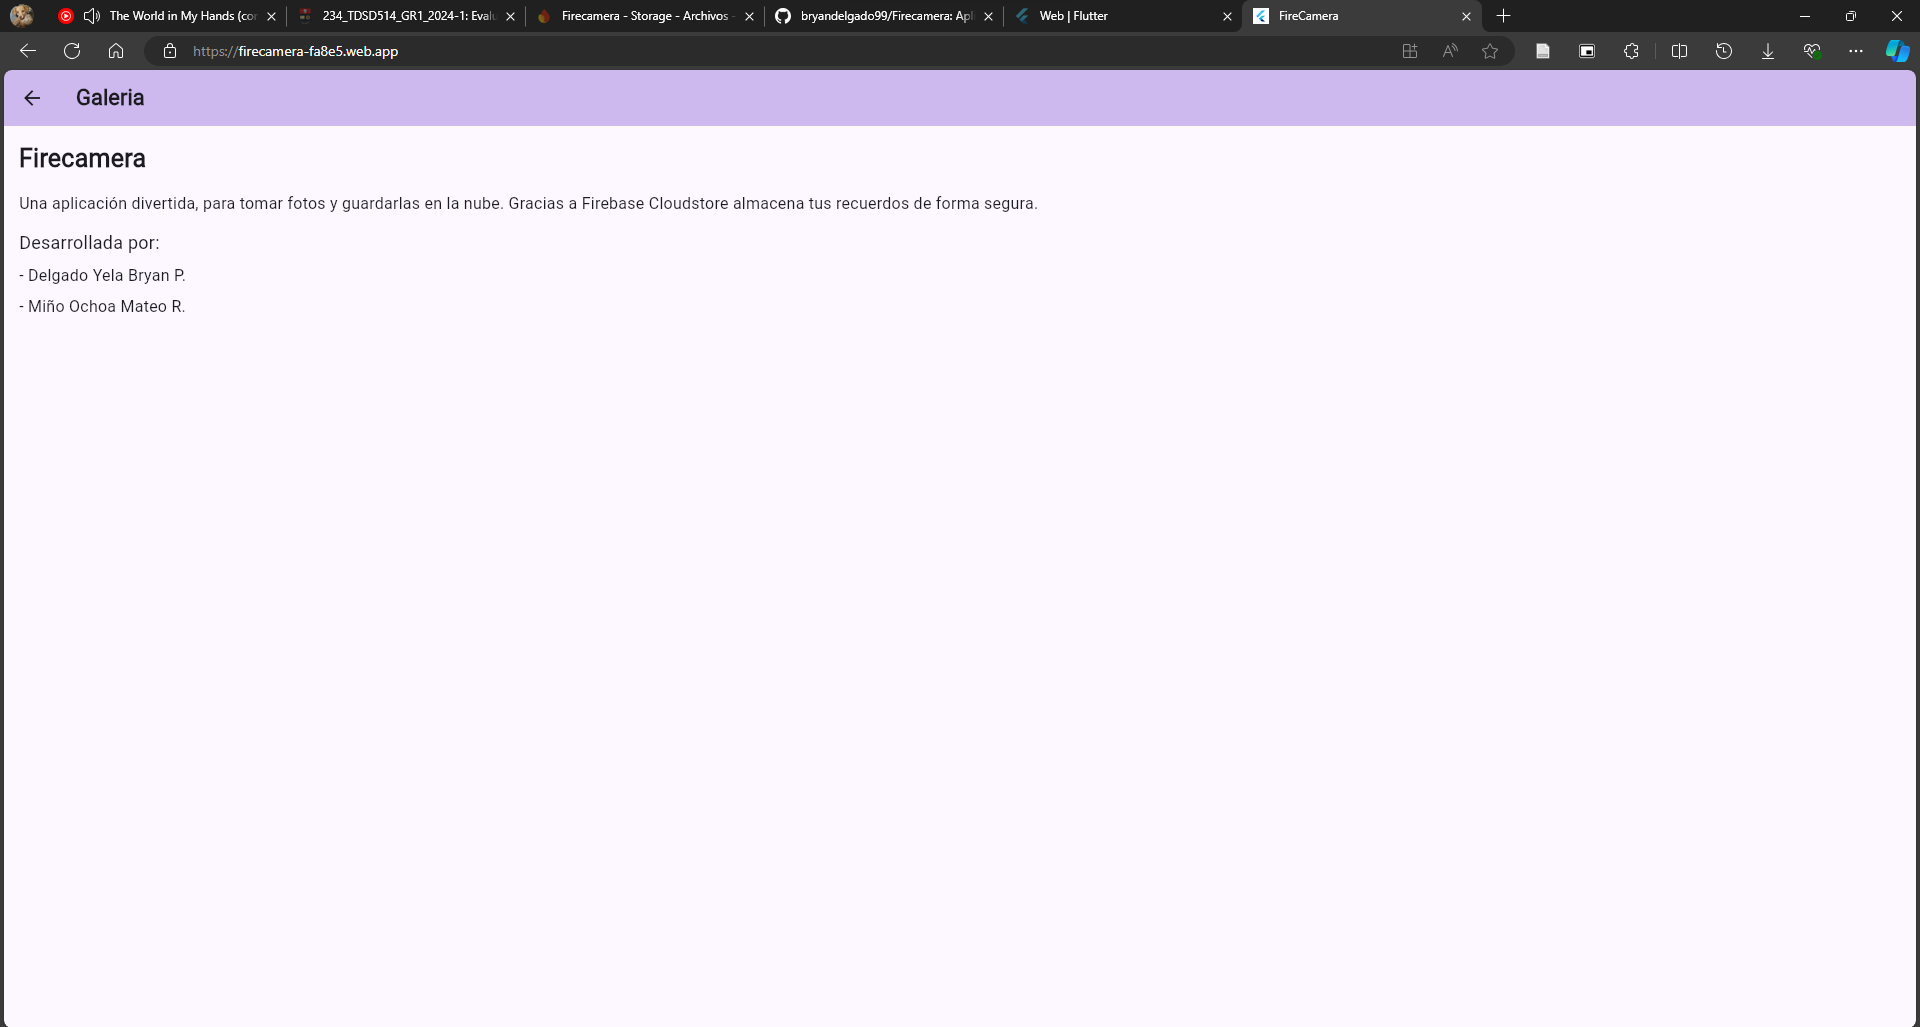 The World in My Hands (cor
234_TDSD514_GR1_2024-1: Evalu
Firecamera - Storage - Archivos -
bryandelgado99/Firecamera: Apli
Web | Flutter
FireCamera
https://firecamera-fa8e5.web.app
Galeria
Firecamera
Una aplicación divertida, para tomar fotos y guardarlas en la nube. Gracias a Firebase Cloudstore almacena tus recuerdos de forma segura.
Desarrollada por:
- Delgado Yela Bryan P.
- Miño Ochoa Mateo R.